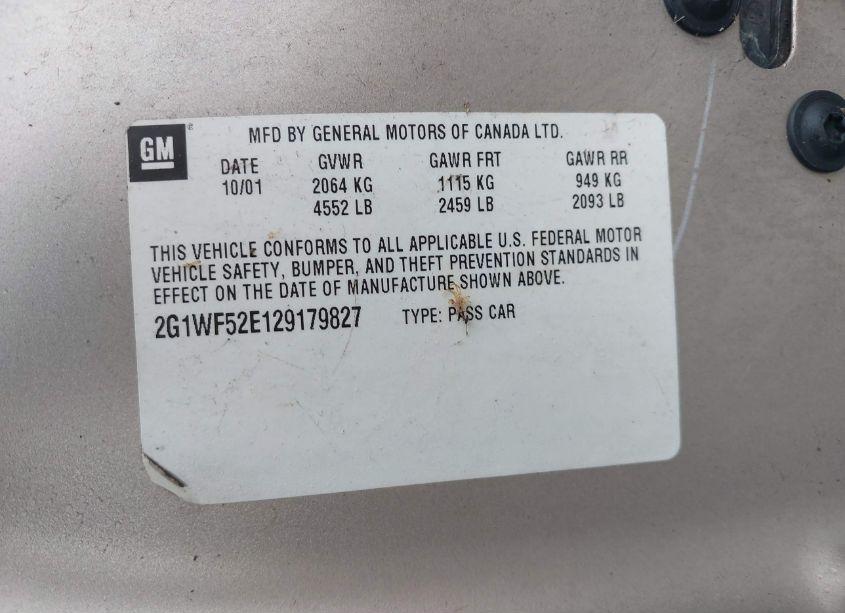 GM
MFD BY GENERAL MOTORS OF CANADA LTD.
DATE GVWR GAWR FRT GAWR RR
10/01 2064 KG 1115 KG 949 KG
4552 LB 2459 LB 2093 LB
THIS VEHICLE CONFORMS TO ALL APPLICABLE U.S. FEDERAL MOTOR
VEHICLE SAFETY, BUMPER, AND THEFT PREVENTION STANDARDS IN
EFFECT ON THE DATE OF MANUFACTURE SHOWN ABOVE.
2G1WF52E129179827 TYPE: PASS CAR